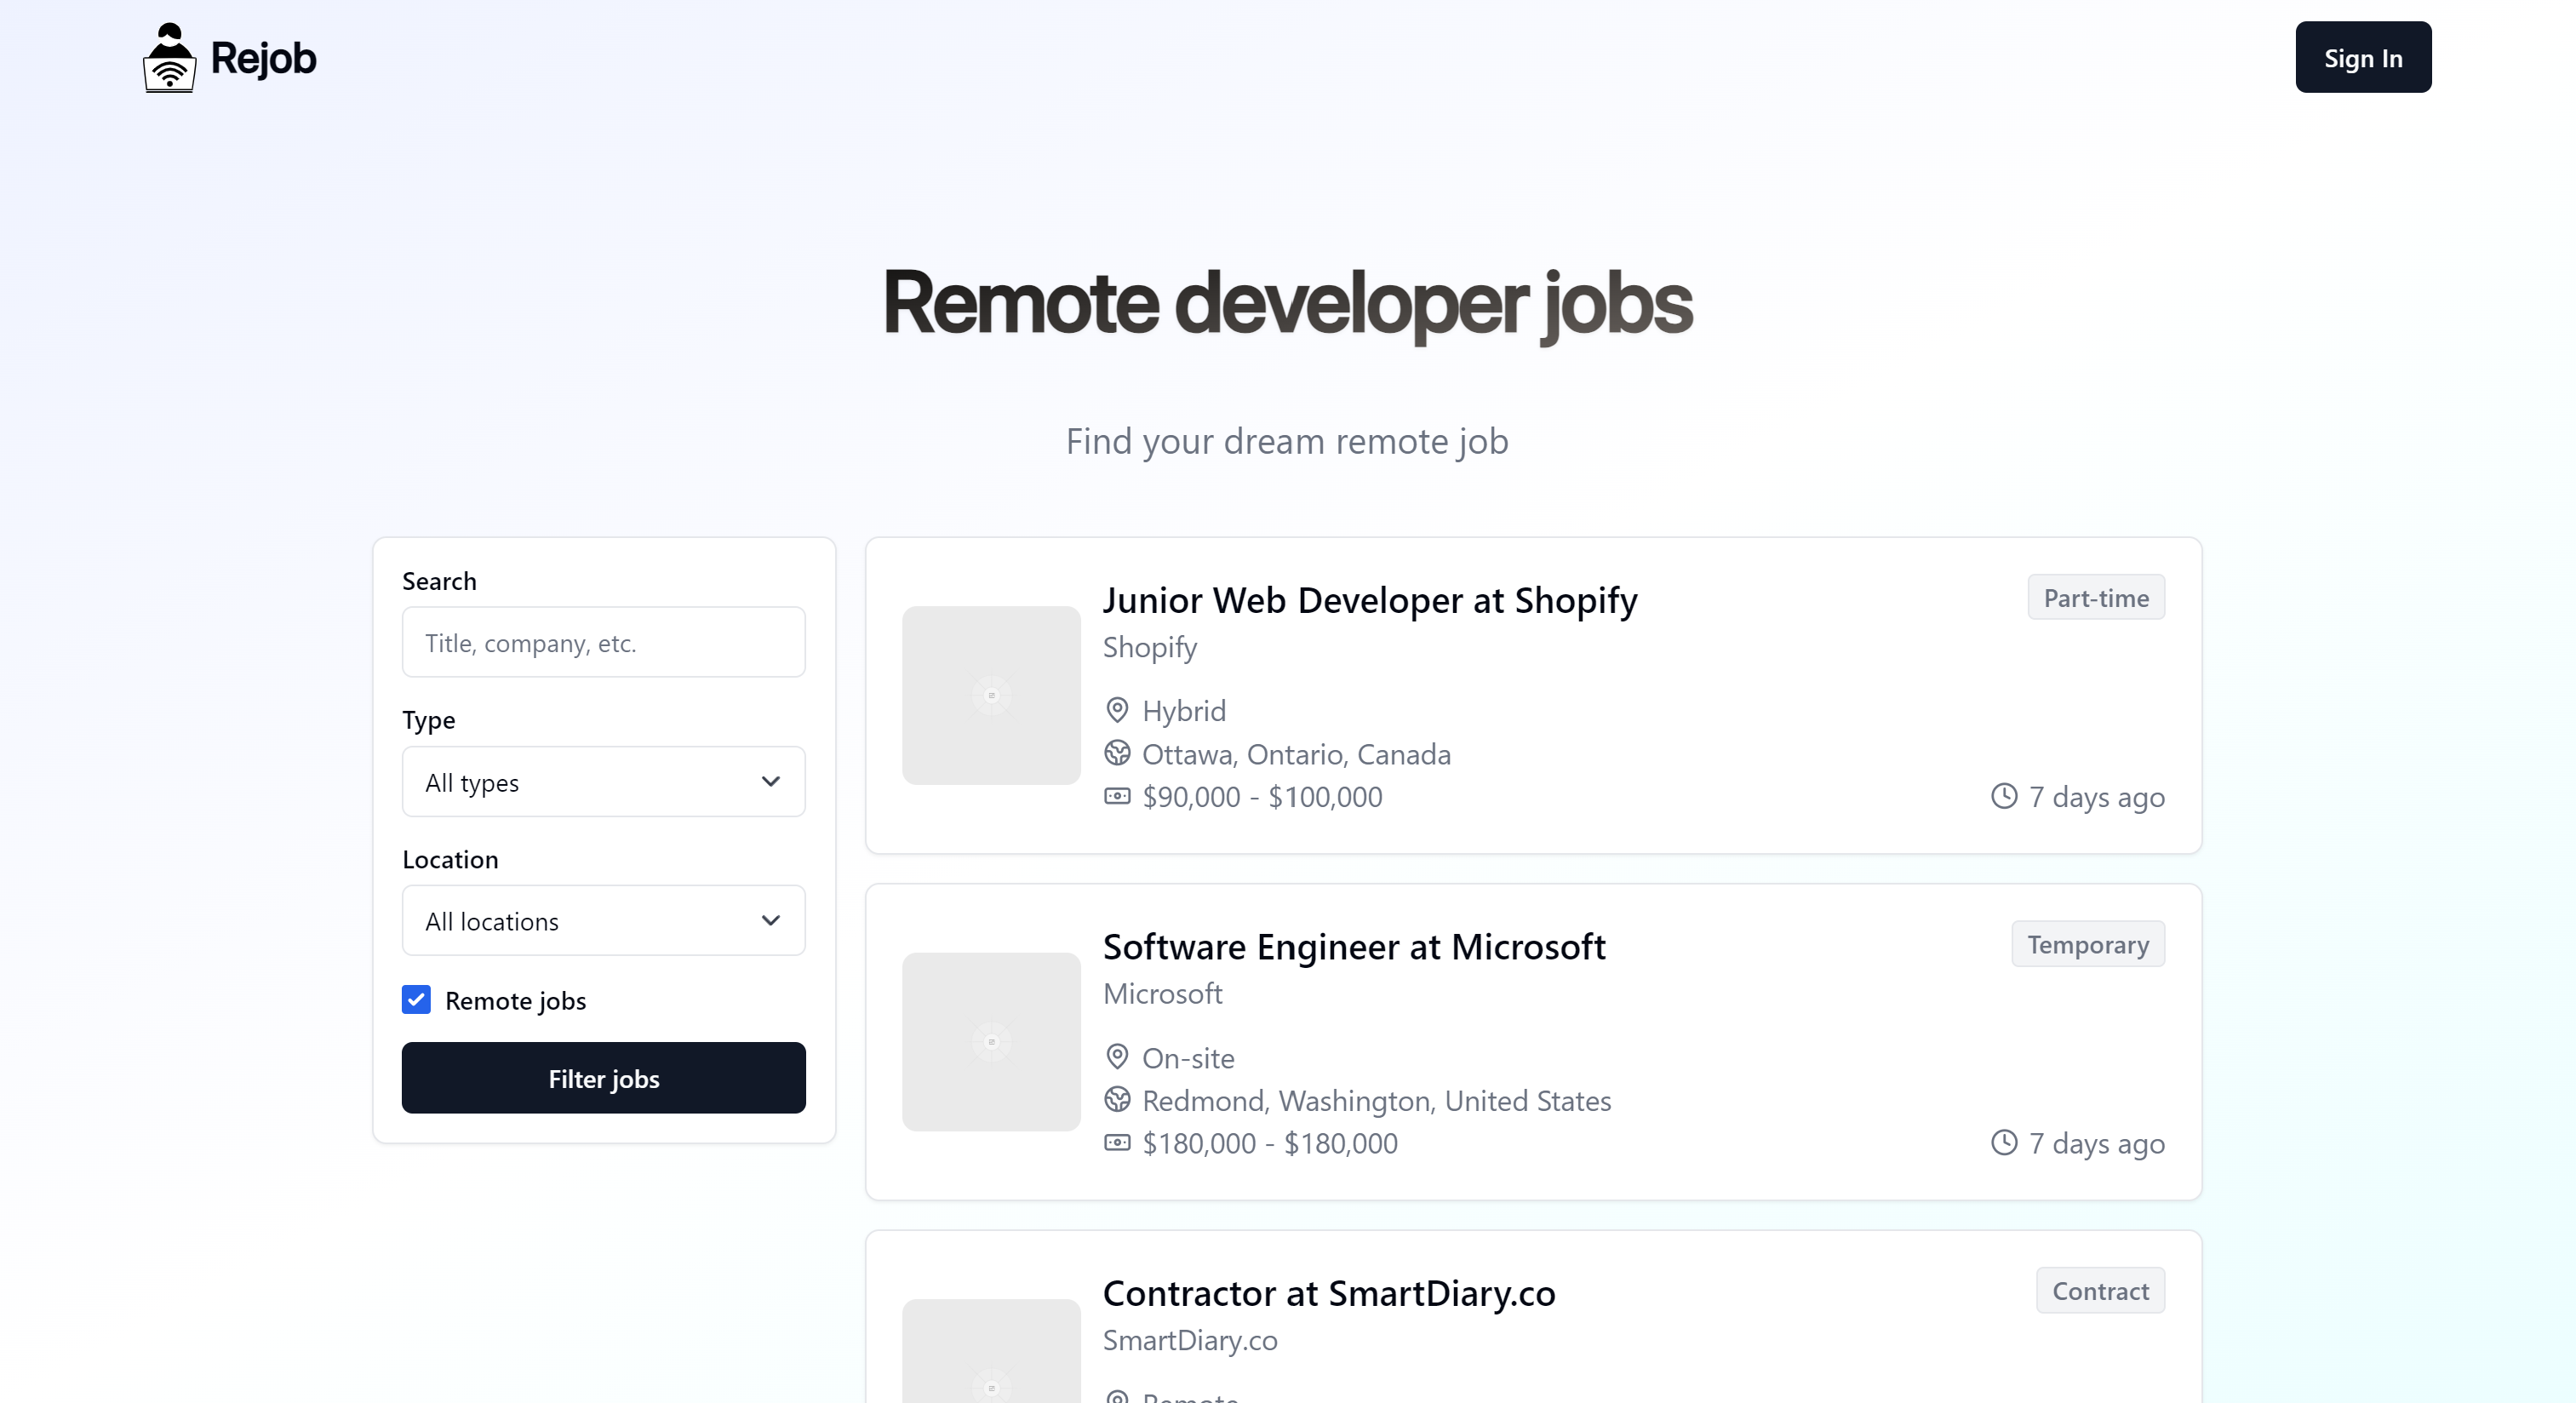 Rejob
Sign In
Remote developer jobs
Find your dream remote job
Search
Title, company, etc.
Type
All types
Location
All locations
Remote jobs
Filter jobs
Junior Web Developer at Shopify
Part-time
Shopify
Hybrid
Ottawa, Ontario, Canada
$90,000 - $100,000
7 days ago
Software Engineer at Microsoft
Temporary
Microsoft
On-site
Redmond, Washington, United States
$180,000 - $180,000
7 days ago
Contractor at SmartDiary.co
Contract
SmartDiary.co
Remote